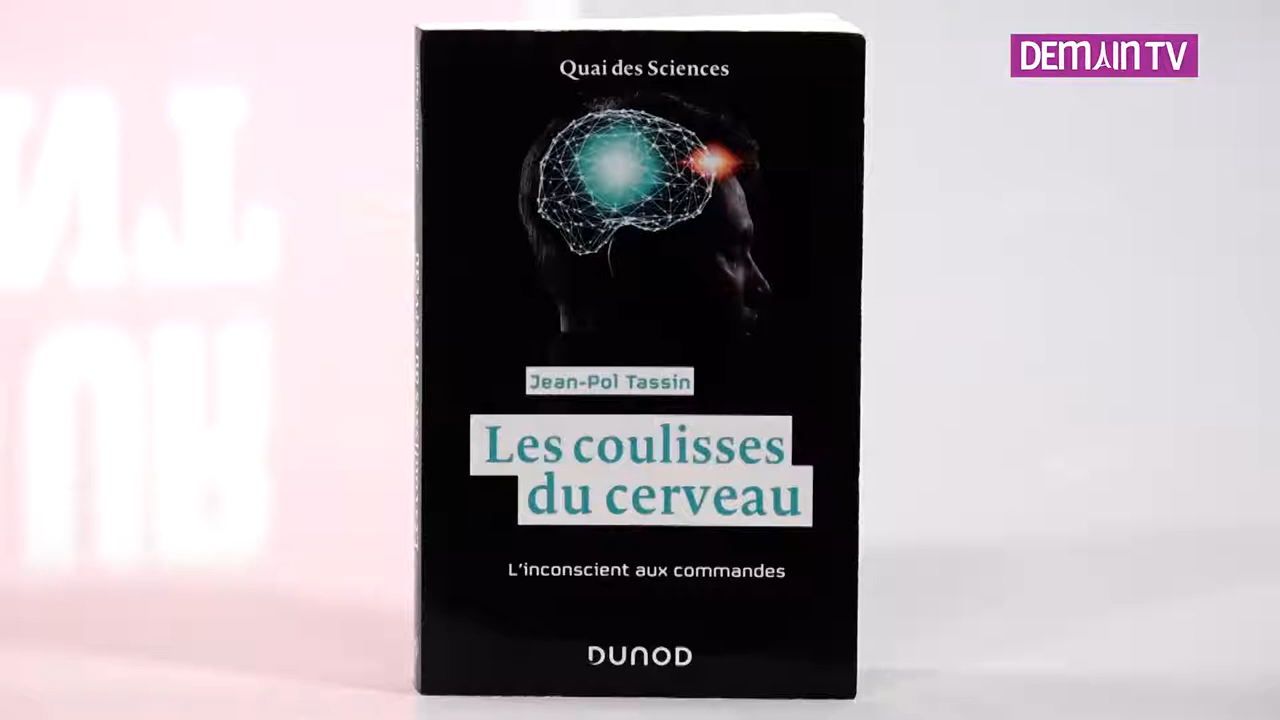 DEMAIN TV
Quai des Sciences
Jean-Pol Tassin
Les coulisses
du cerveau
L'inconscient aux commandes
DUNOD